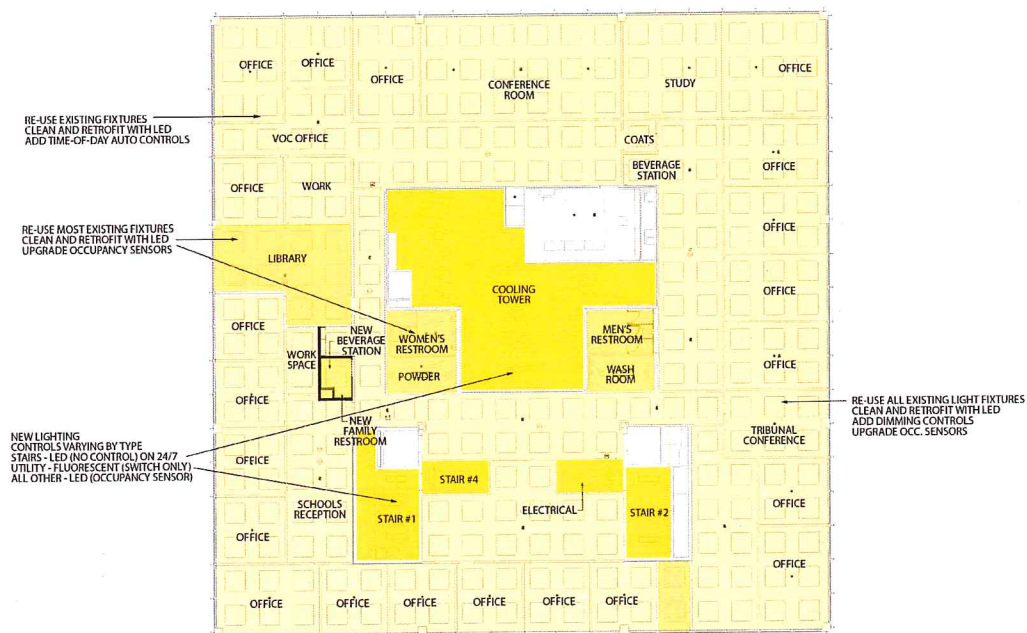 OFFICE
OFFICE
OFFICE
CONFERENCE
ROOM
STUDY
OFFICE
RE-USE EXISTING FIXTURES
CLEAN AND RETROFIT WITH LED
ADD TIME-OF-DAY AUTO CONTROLS
VOC OFFICE
COATS
OFFICE
WORK
BEVERAGE
STATION
OFFICE
RE-USE MOST EXISTING FIXTURES
CLEAN AND RETROFIT WITH LED
UPGRADE OCCUPANCY SENSORS
LIBRARY
OFFICE
COOLING
TOWER
OFFICE
OFFICE
NEW
BEVERAGE
STATION
WORK
SPACE
WOMEN'S
RESTROOM
POWDER
MEN'S
RESTROOM
WASH
ROOM
OFFICE
OFFICE
NEW
FAMILY
RESTROOM
RE-USE ALL EXISTING LIGHT FIXTURES
CLEAN AND RETROFIT WITH LED
ADD DIMMING CONTROLS
UPGRADE OCC. SENSORS
TRIBUNAL
CONFERENCE
NEW LIGHTING
CONTROLS VARYING BY TYPE
STAIRS - LED (NO CONTROL) ON 24/7
UTILITY - FLUORESCENT (SWITCH ONLY)
ALL OTHER - LED (OCCUPANCY SENSOR)
OFFICE
STAIR #4
SCHOOLS
RECEPTION
STAIR #1
ELECTRICAL
STAIR #2
OFFICE
OFFICE
OFFICE
OFFICE
OFFICE
OFFICE
OFFICE
OFFICE
OFFICE